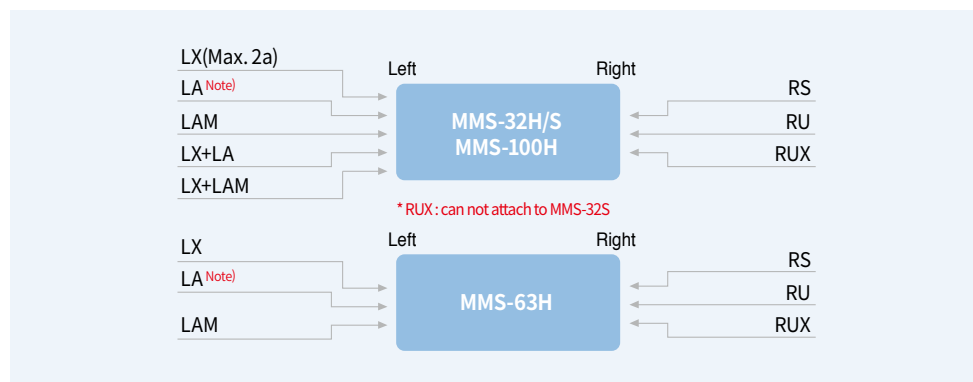 LX(Max. 2a)
LA Note)
LAM
LX+LA
LX+LAM
Left
Right
MMS-32H/S
MMS-100H
RS
RU
RUX
* RUX : can not attach to MMS-32S
LX
LA Note)
LAM
Left
Right
MMS-63H
RS
RU
RUX